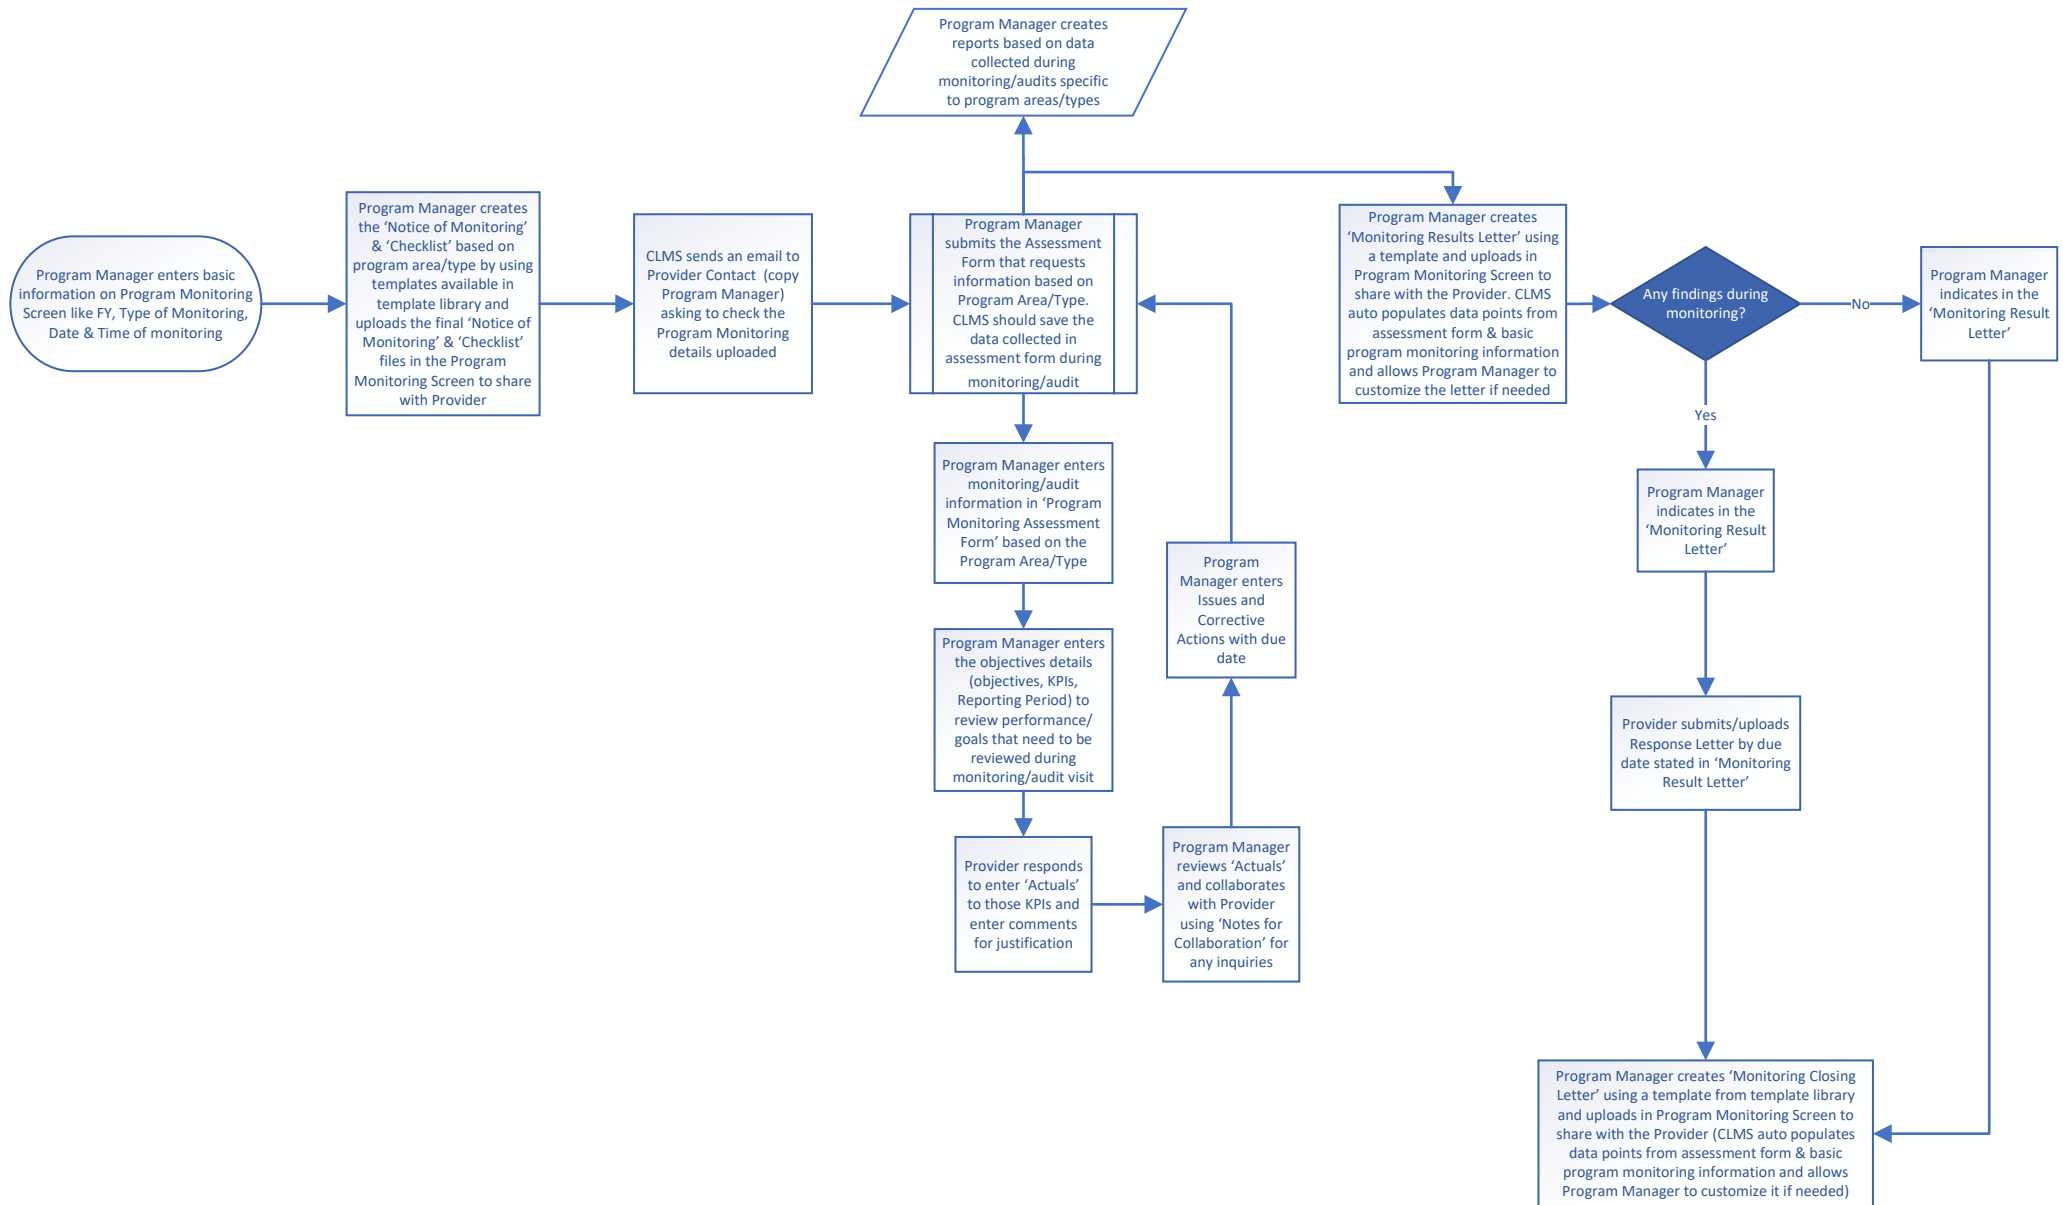 Program Manager creates
reports based on data
collected during
monitoring/audits specific
to program areas/types
Program Manager enters basic
information on Program Monitoring
Screen like FY, Type of Monitoring,
Date & Time of monitoring
Program Manager creates
the ‘Notice of Monitoring’
& ‘Checklist’ based on
program area/type by using
templates available in
template library and
uploads the final ‘Notice of
Monitoring’ & ‘Checklist’
files in the Program
Monitoring Screen to share
with Provider
CLMS sends an email to
Provider Contact (copy
Program Manager)
asking to check the
Program Monitoring
details uploaded
Program Manager
submits the Assessment
Form that requests
information based on
Program Area/Type.
CLMS should save the
data collected in
assessment form during
monitoring/audit
Program Manager enters
monitoring/audit
information in ‘Program
Monitoring Assessment
Form’ based on the
Program Area/Type
Program Manager enters
the objectives details
(objectives, KPIs,
Reporting Period) to
review performance/
goals that need to be
reviewed during
monitoring/audit visit
Provider responds
to enter ‘Actuals’
to those KPIs and
enter comments
for justification
Program Manager
reviews ‘Actuals’
and collaborates
with Provider
using ‘Notes for
Collaboration’ for
any inquiries
Program
Manager enters
Issues and
Corrective
Actions with due
date
Program Manager creates
‘Monitoring Results Letter’ using
a template and uploads in
Program Monitoring Screen to
share with the Provider. CLMS
auto populates data points from
assessment form & basic
program monitoring information
and allows Program Manager to
customize the letter if needed
Any findings during
monitoring?
No
Program Manager
indicates in the
‘Monitoring Result
Letter’
Yes
Program Manager
indicates in the
‘Monitoring Result
Letter’
Provider submits/uploads
Response Letter by due
date stated in ‘Monitoring
Result Letter’
Program Manager creates ‘Monitoring Closing
Letter’ using a template from template library
and uploads in Program Monitoring Screen to
share with the Provider (CLMS auto populates
data points from assessment form & basic
program monitoring information and allows
Program Manager to customize it if needed)